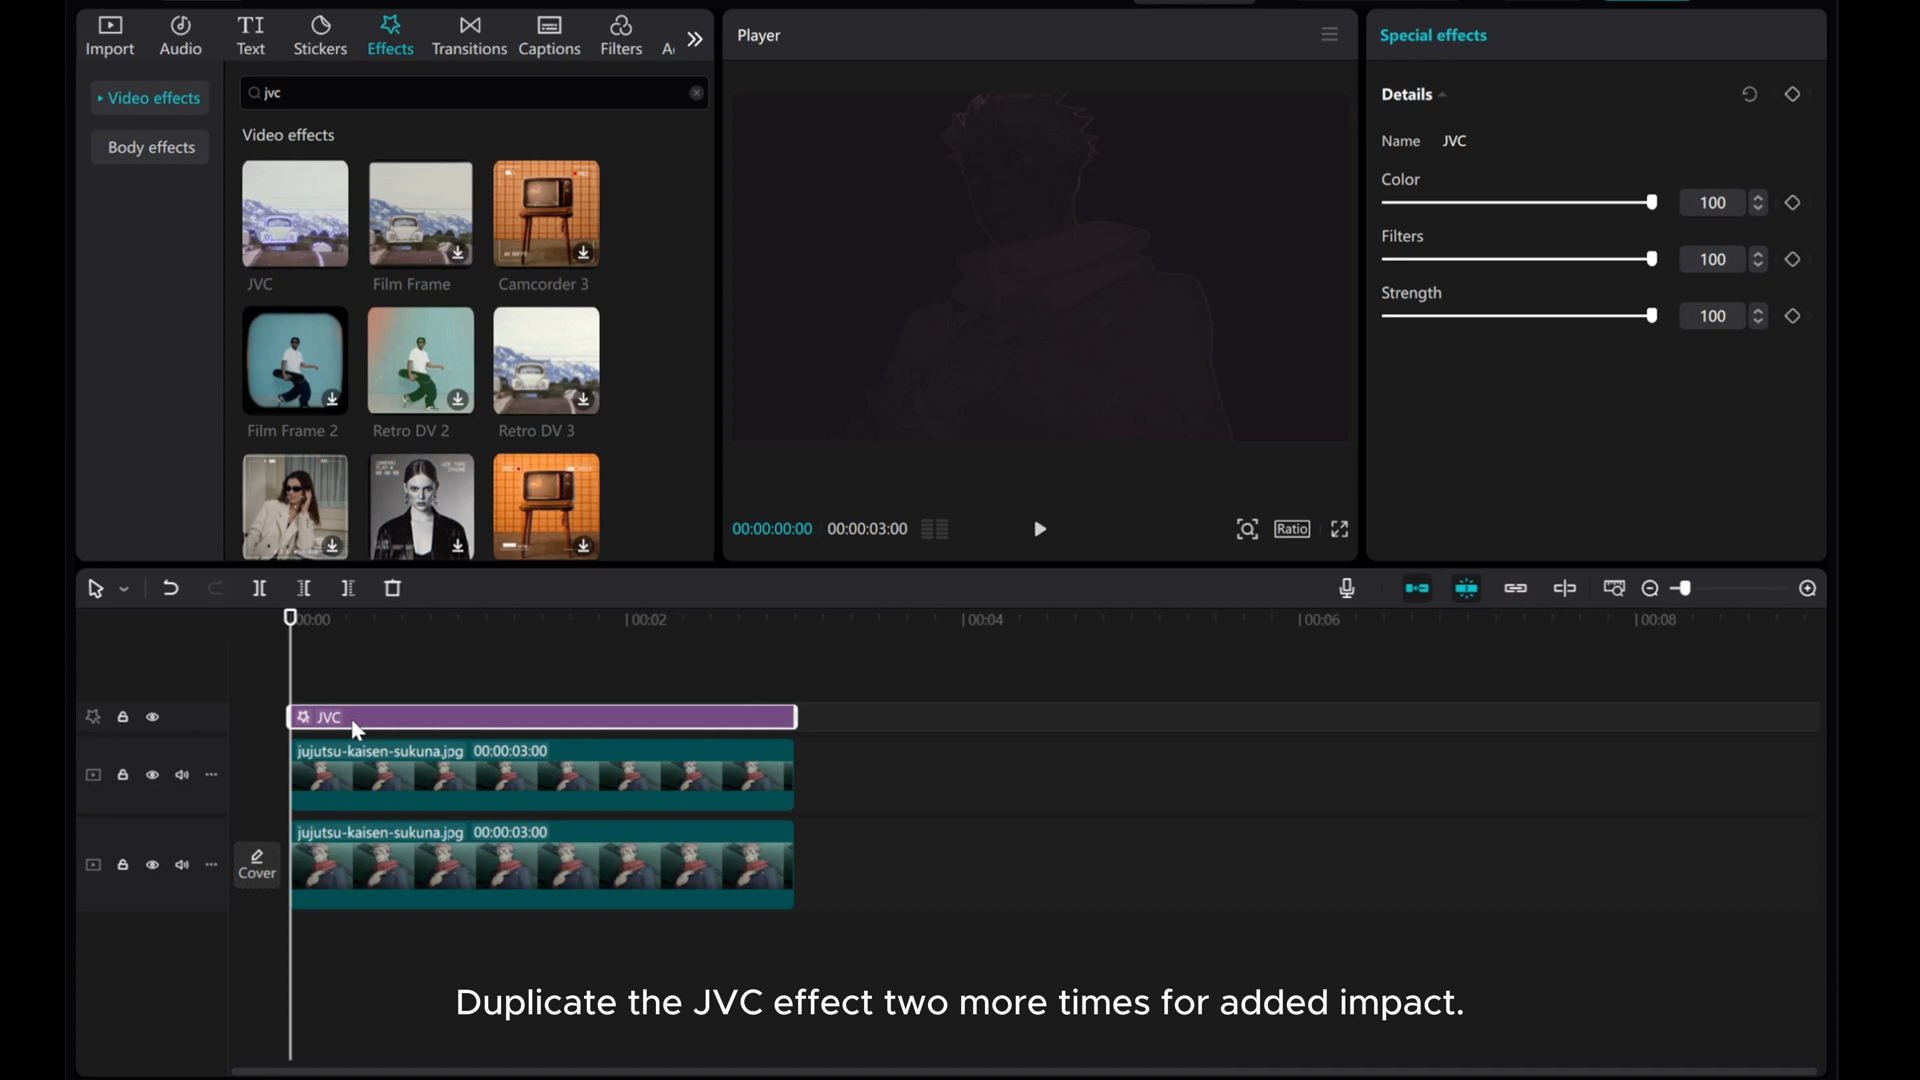 Import
Audio
Text
Stickers
Effects
Transitions
Captions
Filters
Player
Special effects
Video effects
Body effects
jvc
Video effects
JVC
Film Frame
Camcorder 3
Film Frame 2
Retro DV 2
Retro DV 3
Details
Name JVC
Color
100
Filters
100
Strength
100
00:00:00:00 00:00:03:00
Ratio
00:00
00:02
00:04
00:06
00:08
JVC
jujutsu-kaisen-sukuna.jpg 00:00:03:00
jujutsu-kaisen-sukuna.jpg 00:00:03:00
Cover
Duplicate the JVC effect two more times for added impact.